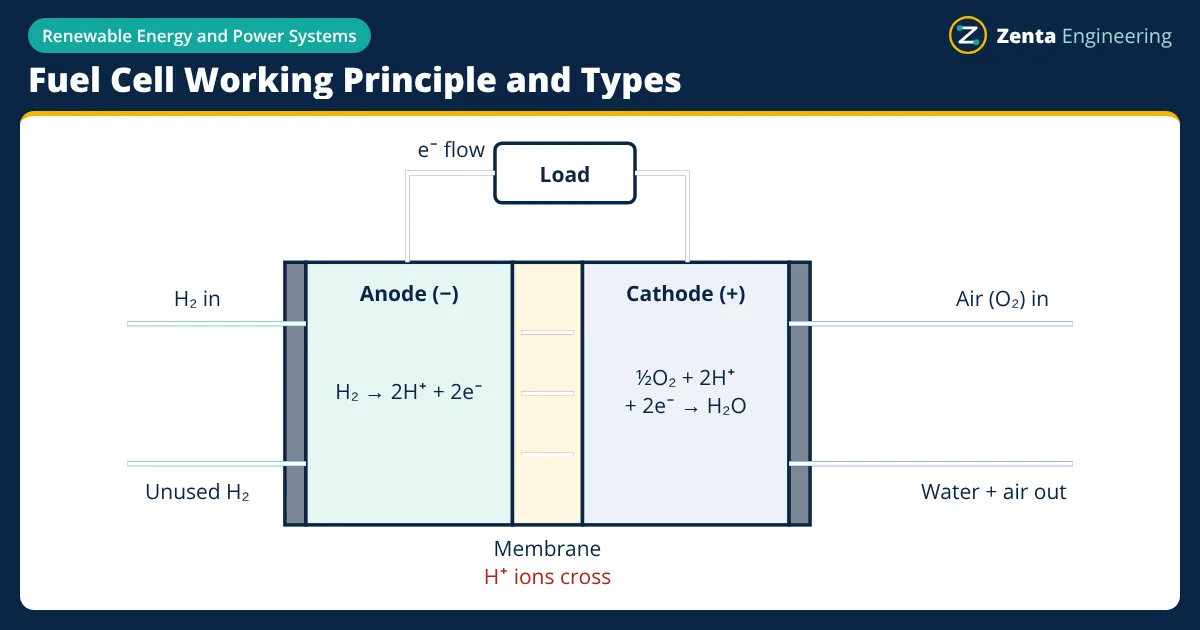 Renewable Energy and Power Systems
Zenta Engineering
Fuel Cell Working Principle and Types
e⁻ flow
Load
Anode (−)
Cathode (+)
H₂ in
Air (O₂) in
H₂ → 2H⁺ + 2e⁻
½O₂ + 2H⁺
+ 2e⁻ → H₂O
Unused H₂
Water + air out
Membrane
H⁺ ions cross